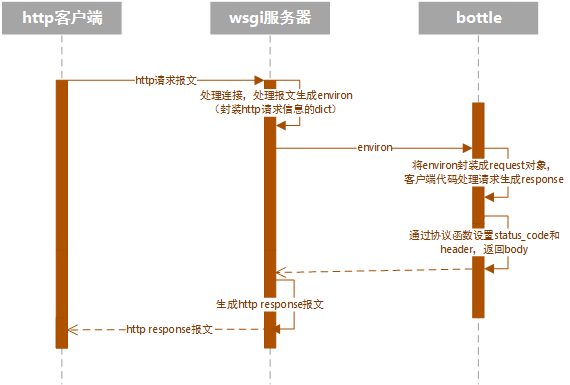 http客户端
wsgi服务器
bottle
http请求报文
处理连接，处理报文生成environ
（封装http请求信息的dict）
environ
将environ封装成request对象，
客户端代码处理请求生成response
通过协议函数设置status_code和
header，返回body
生成http response报文
http response报文